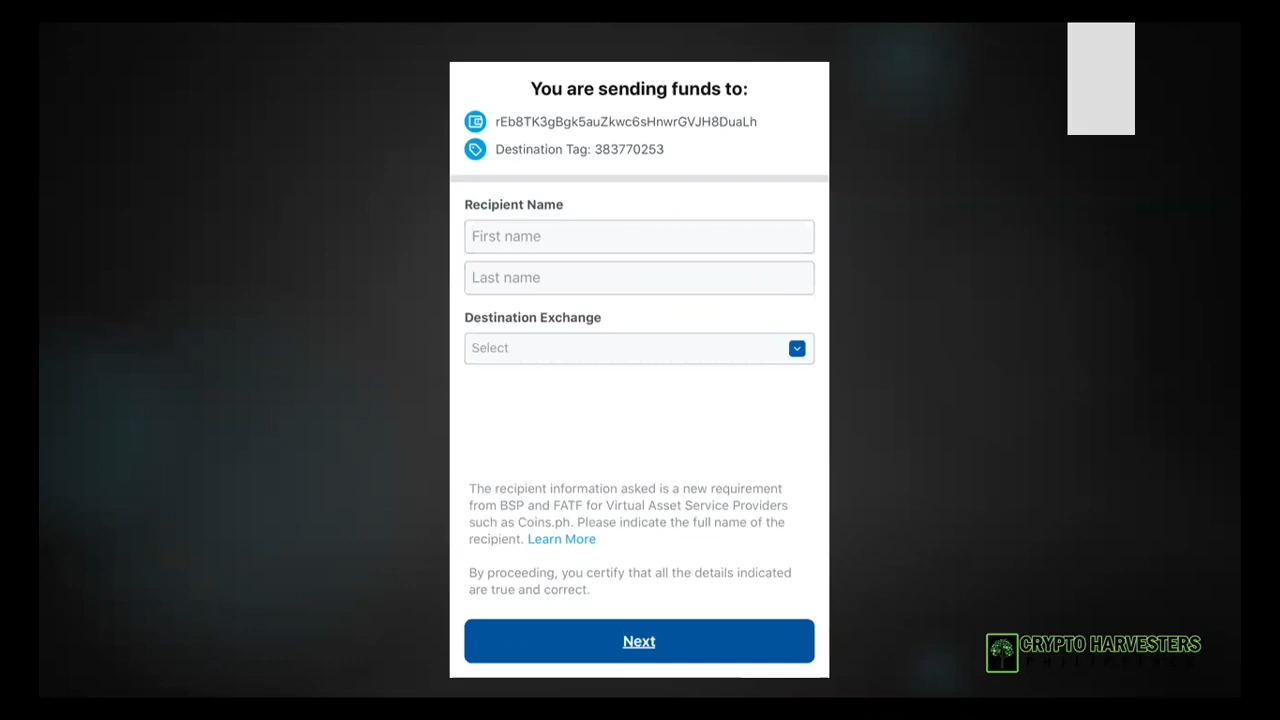 You are sending funds to:
rEb8TK3gBgk5auZkwc6sHnwrGVJH8DuaLh
Destination Tag: 383770253
Recipient Name
First name
Last name
Destination Exchange
Select
The recipient information asked is a new requirement
from BSP and FATF for Virtual Asset Service Providers
such as Coins.ph. Please indicate the full name of the
recipient. Learn More
By proceeding, you certify that all the details indicated
are true and correct.
Next
CRYPTO HARVESTERS
PHILIPPINES